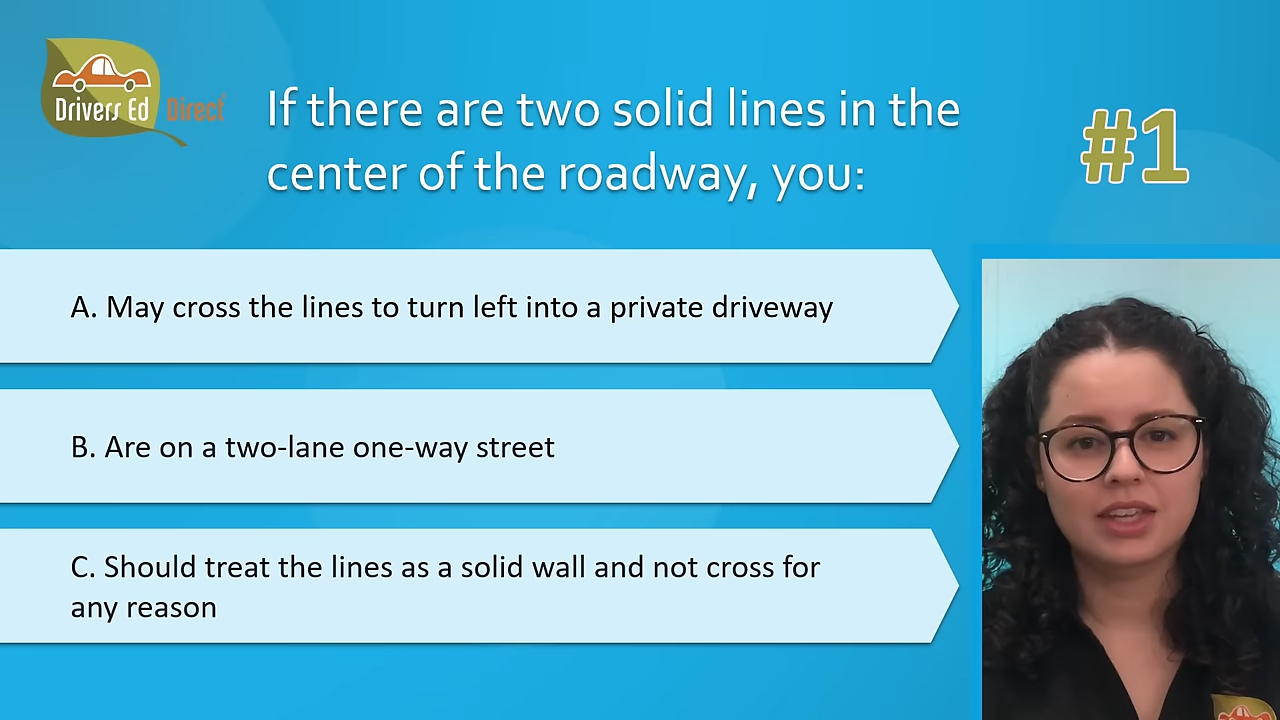 Drivers Ed Direct
If there are two solid lines in the
center of the roadway, you:
#1
A. May cross the lines to turn left into a private driveway
B. Are on a two-lane one-way street
C. Should treat the lines as a solid wall and not cross for
any reason